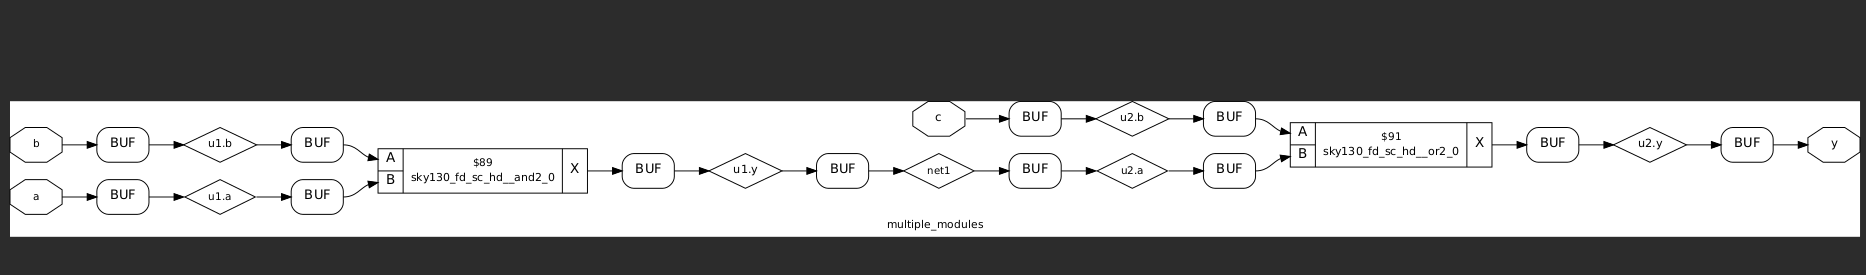 c BUF u2.b BUF
b BUF u1.b BUF
a BUF u1.a BUF
A
B
$89
sky130_fd_sc_hd__and2_0
X
BUF u1.y BUF net1 BUF u2.a BUF
A
B
$91
sky130_fd_sc_hd__or2_0
X
BUF u2.y BUF y
multiple_modules